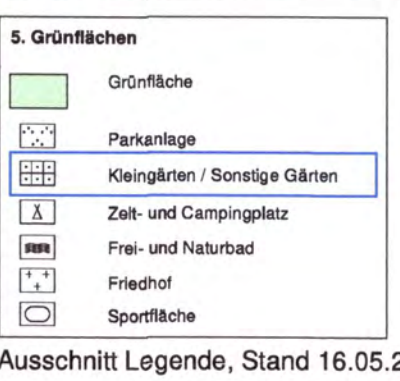 5. Grünflächen
Grünfläche
Parkanlage
Kleingärten / Sonstige Gärten
Zelt- und Campingplatz
Frei- und Naturbad
Friedhof
Sportfläche
Ausschnitt Legende, Stand 16.05.2